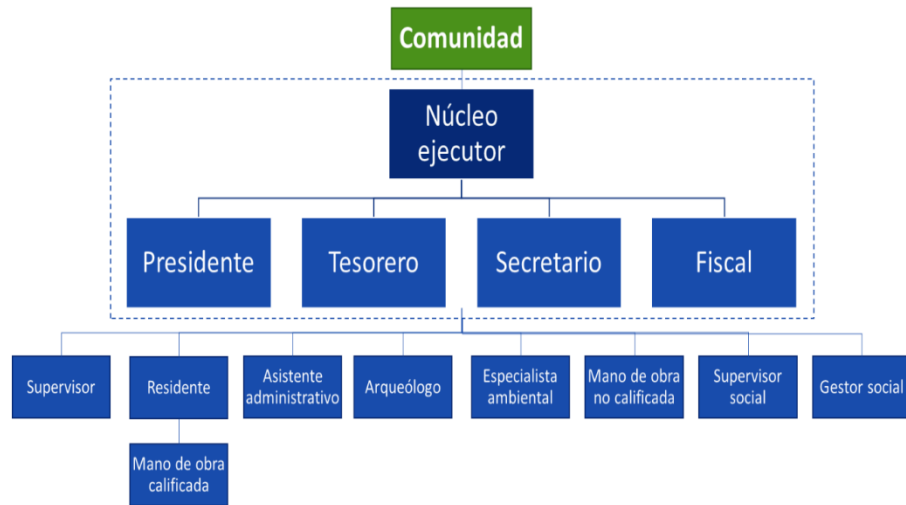 Comunidad
Núcleo
ejecutor
Presidente
Tesorero
Secretario
Fiscal
Supervisor
Residente
Asistente
administrativo
Arqueólogo
Especialista
ambiental
Mano de obra
no calificada
Supervisor
social
Gestor social
Mano de obra
calificada